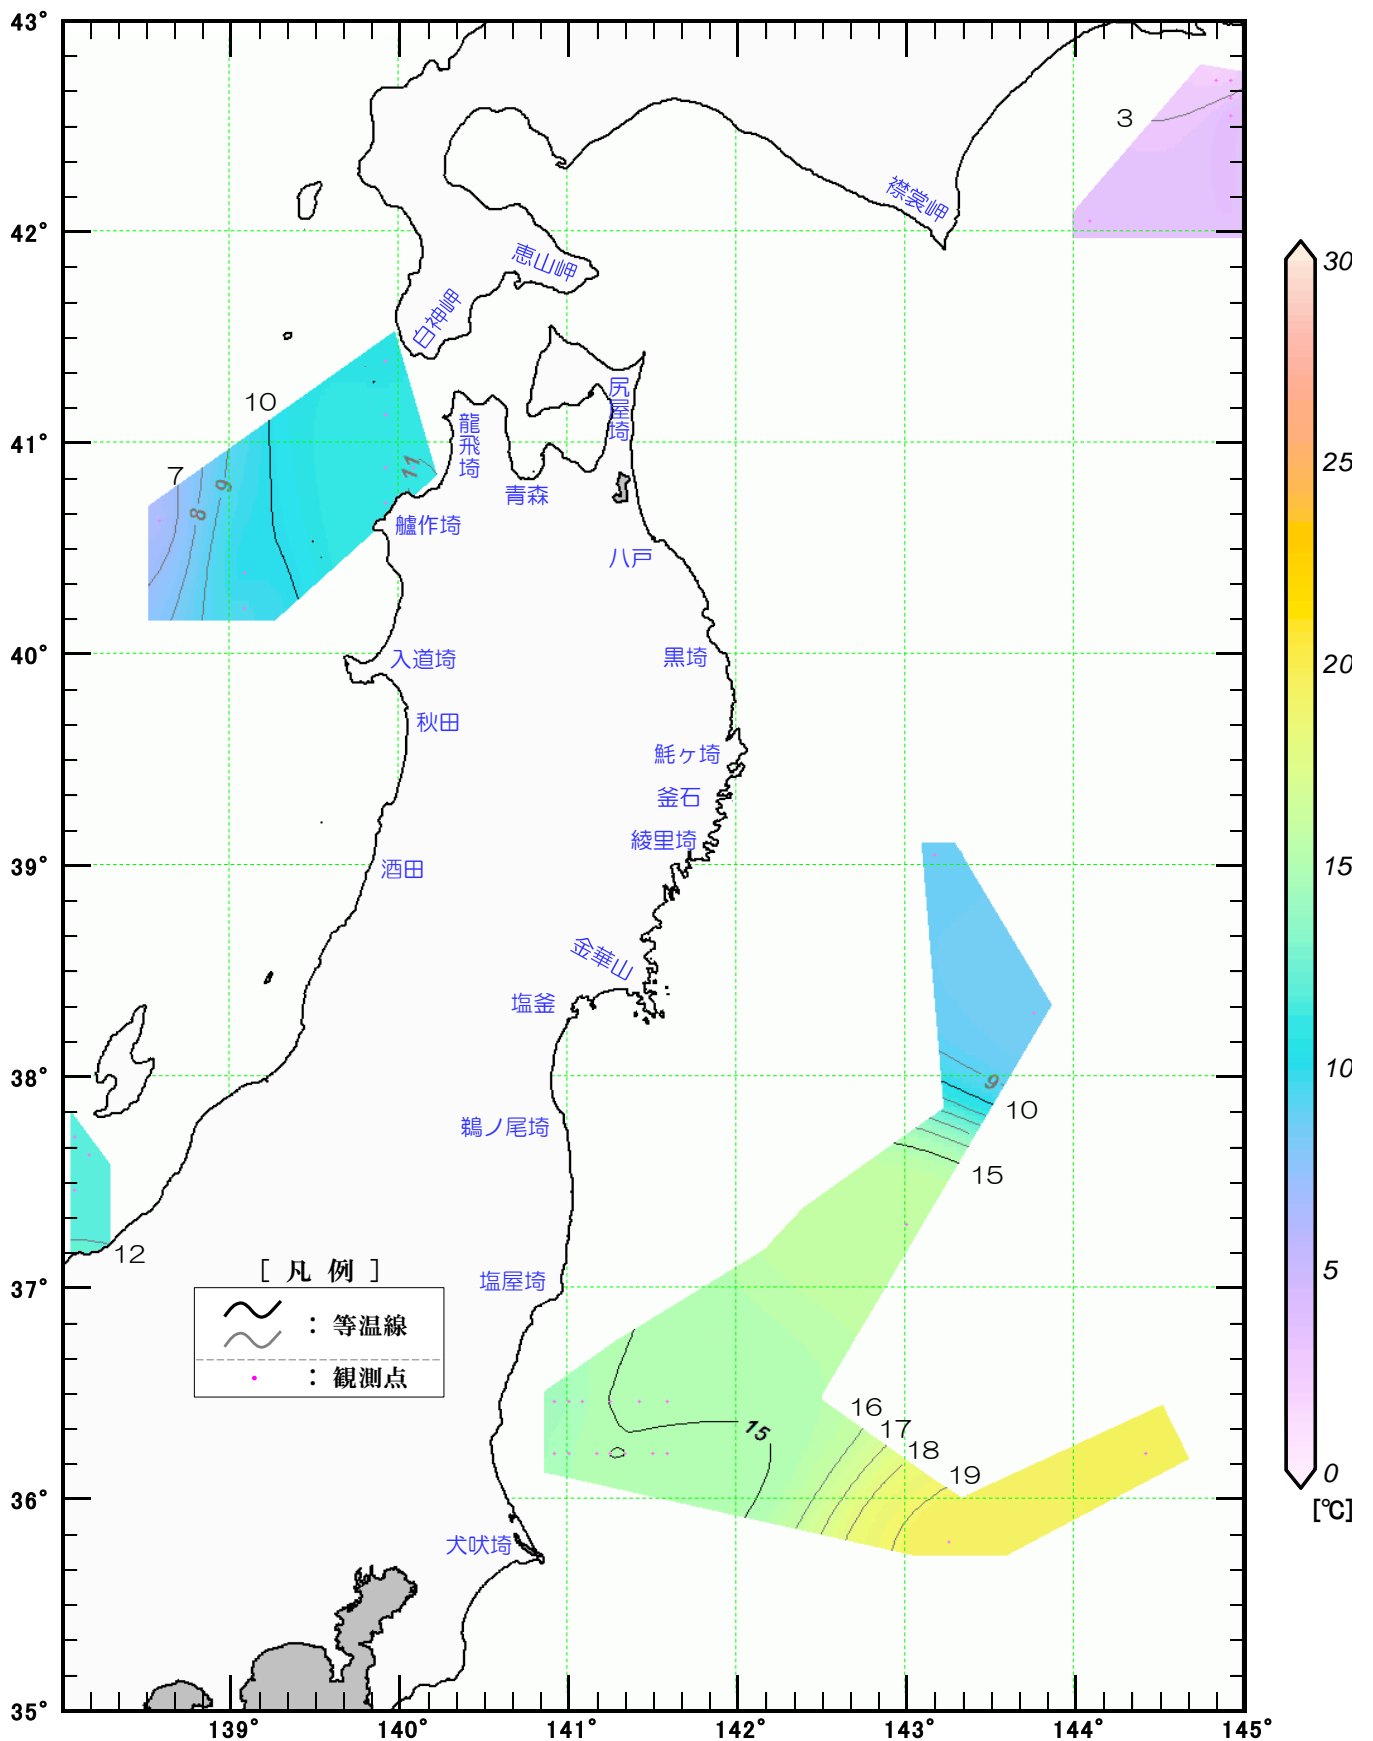 43°
3
襟裳岬
42°
恵山岬
白神岬
30
10
尻屋埼
龍飛埼
41°
7
11
9
8
青森
25
艫作埼
八戸
40°
入道埼
黒埼
20
秋田
魹ヶ埼
釜石
綾里埼
39°
酒田
15
金華山
塩釜
38°
9
10
10
鵜ノ尾埼
15
12
[ 凡 例 ]
37°
塩屋埼
5
: 等温線
: 観測点
15
16
17
18
19
0
36°
[℃]
犬吠埼
35°
139° 140° 141° 142° 143° 144° 145°